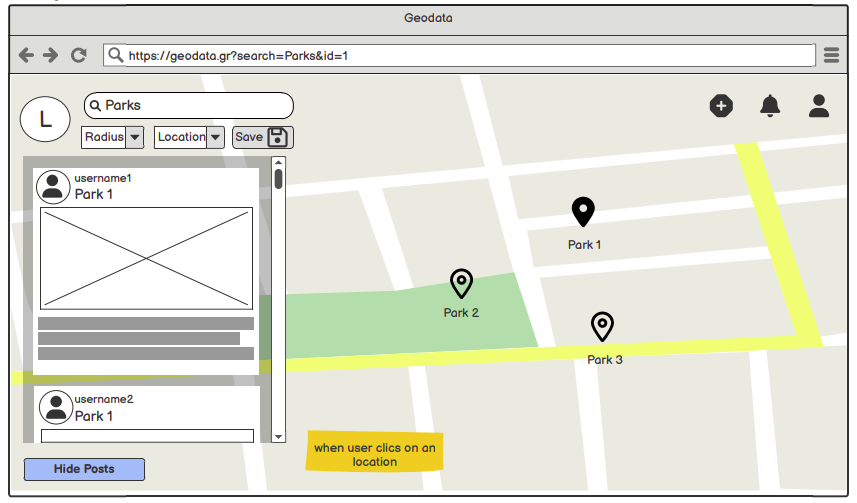 Geodata
https://geodata.gr?search=Parks&id=1
L
Parks
Radius
Location
Save
username1
Park 1
username2
Park 1
Hide Posts
Park 1
Park 2
Park 3
when user clics on an
location